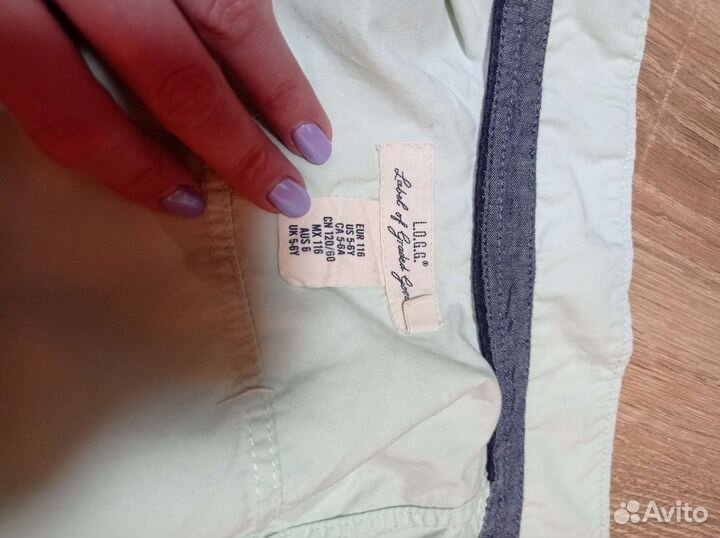 L.O.G.G.®
Label of Graded Goo
EUR 116
US 5-6Y
CA 5-6A
CN 120/60
MX 116
AUS 6
UK 5-6Y
Avito